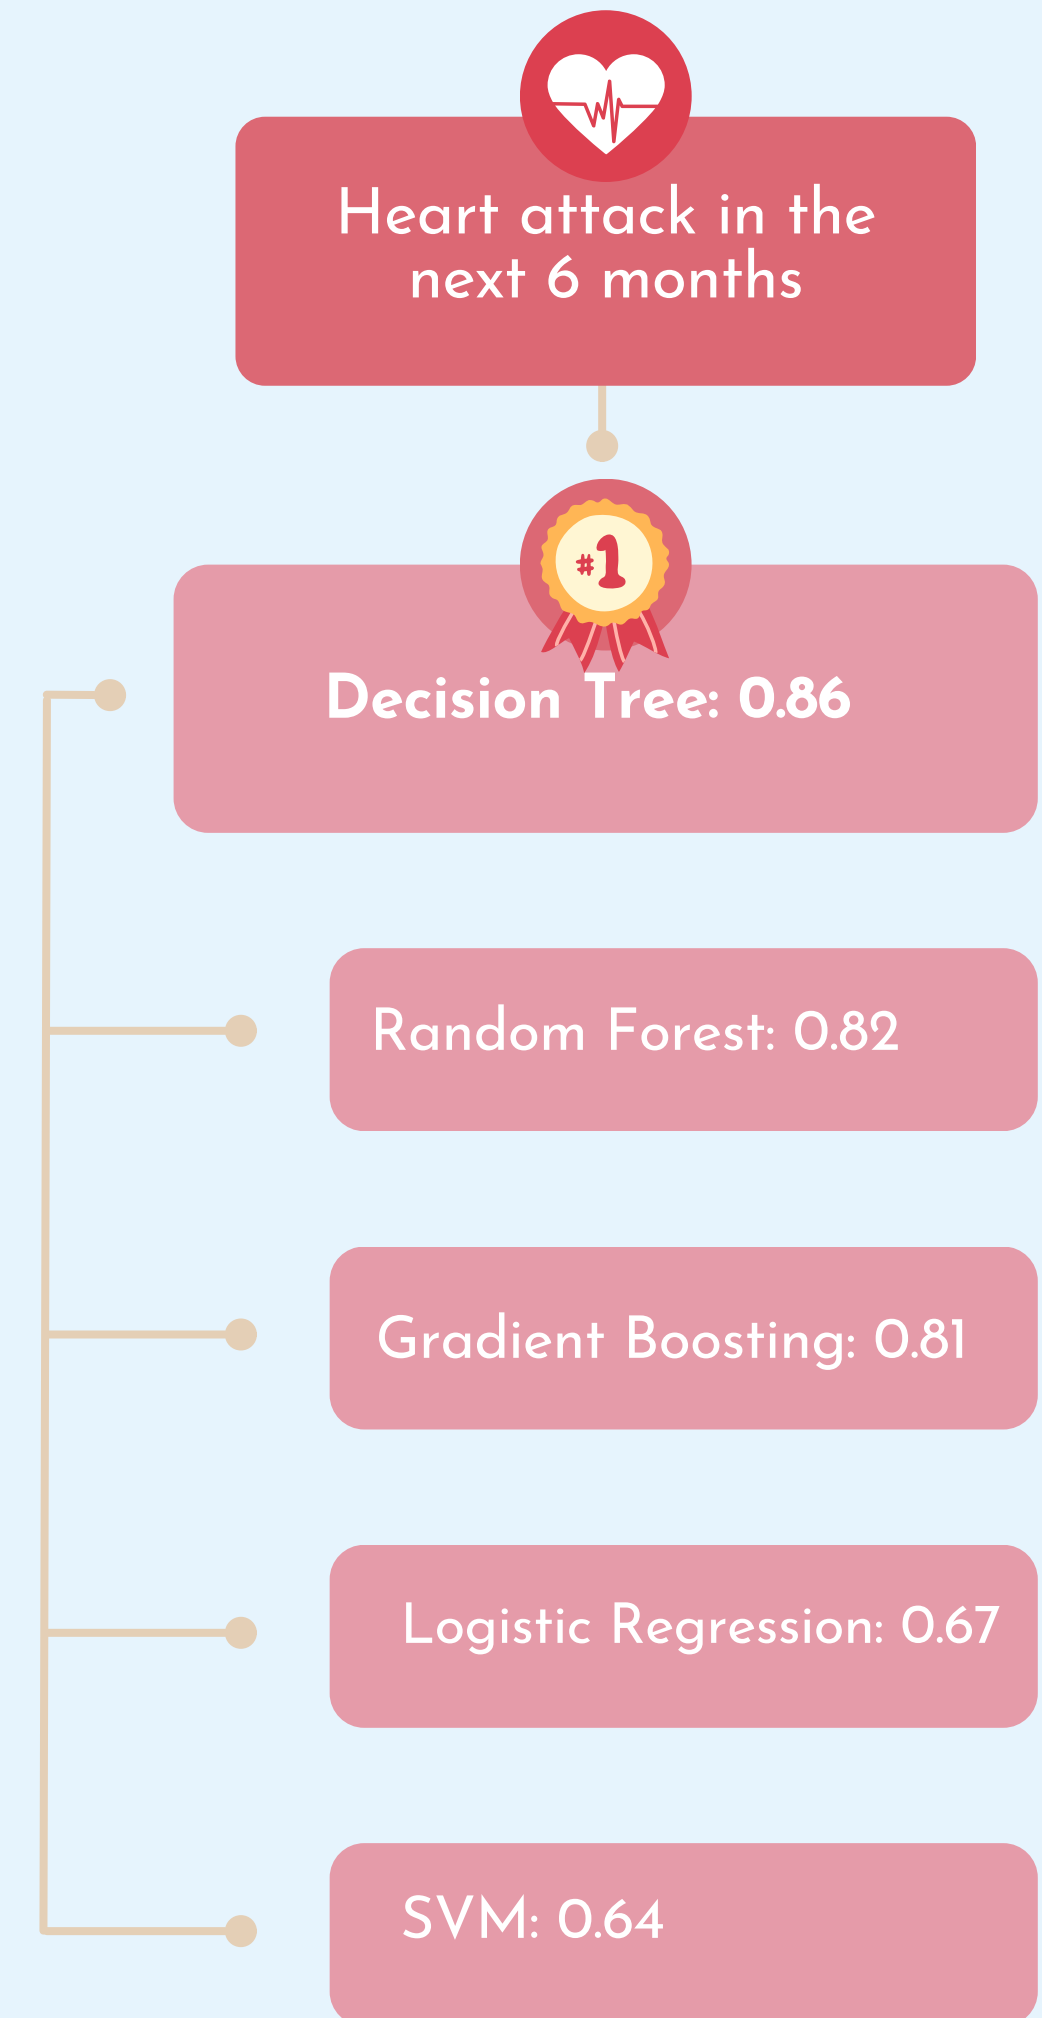 Heart attack in the
next 6 months
#1
Decision Tree: 0.86
Random Forest: 0.82
Gradient Boosting: 0.81
Logistic Regression: 0.67
SVM: 0.64